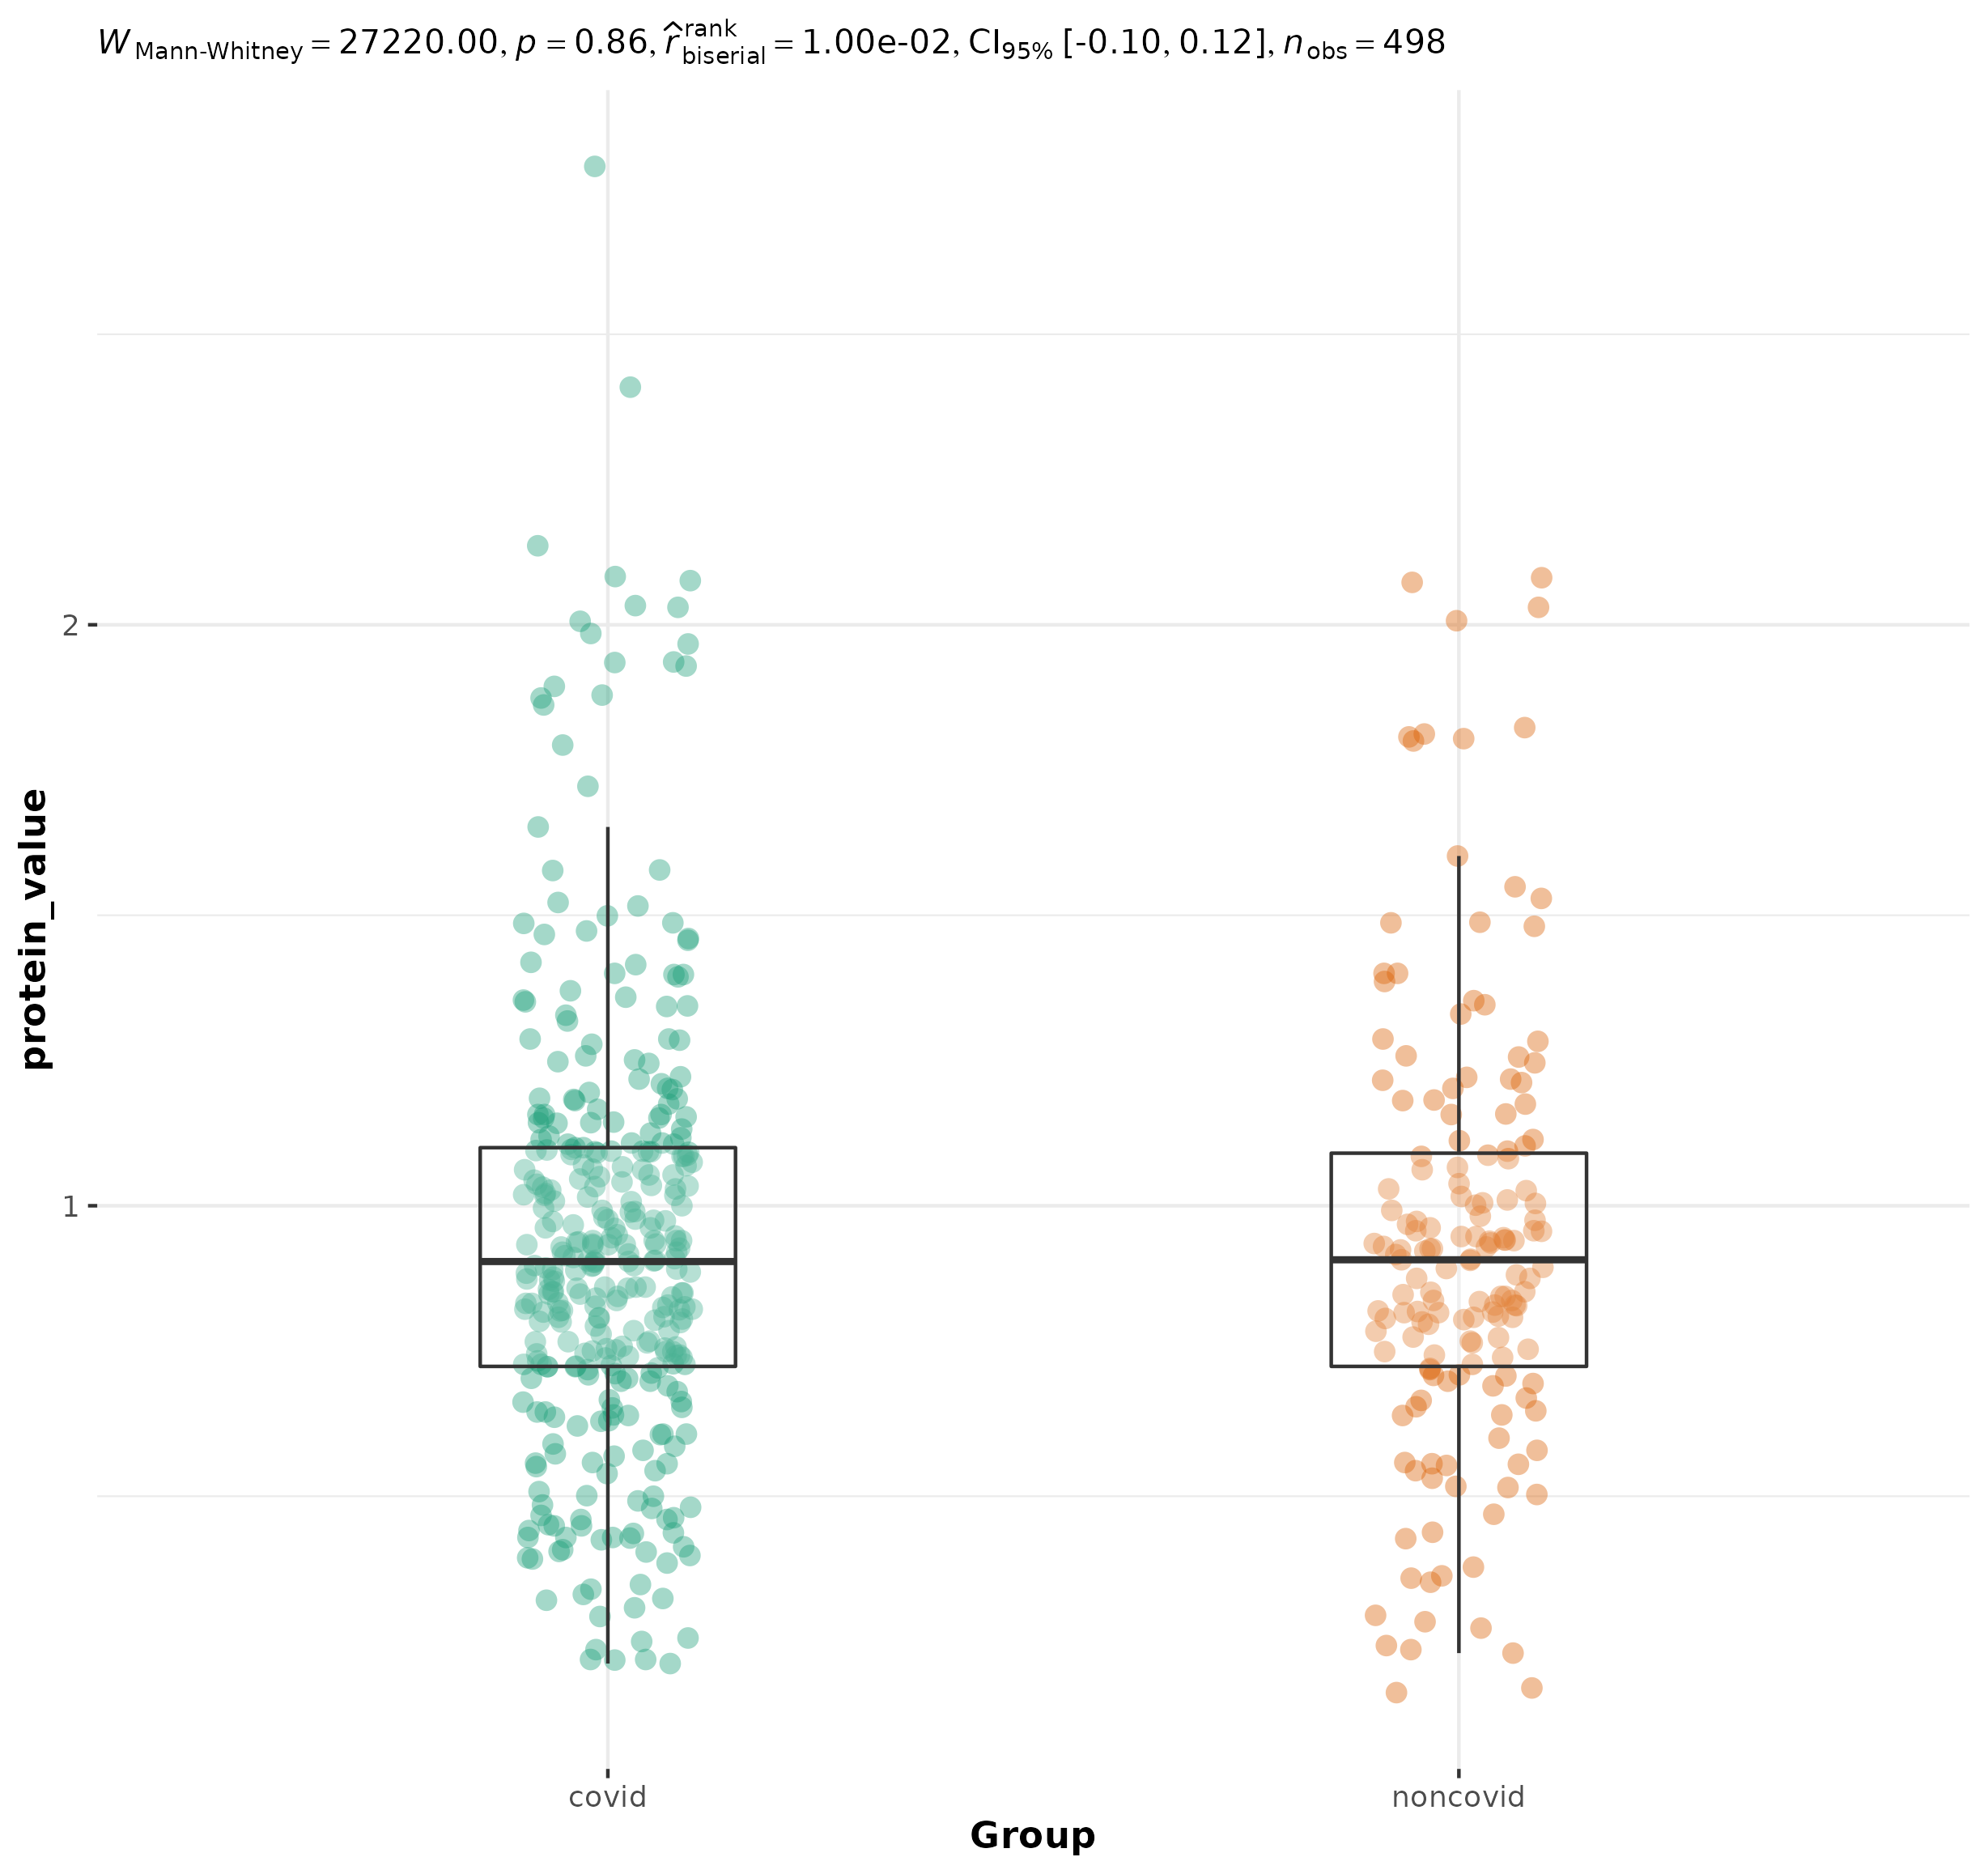 W Mann-Whitney = 27220.00, p = 0.86, r̂ rank biserial = 1.00e-02, CI95% [-0.10, 0.12], nobs = 498
protein_value
2
1
covid noncovid
Group